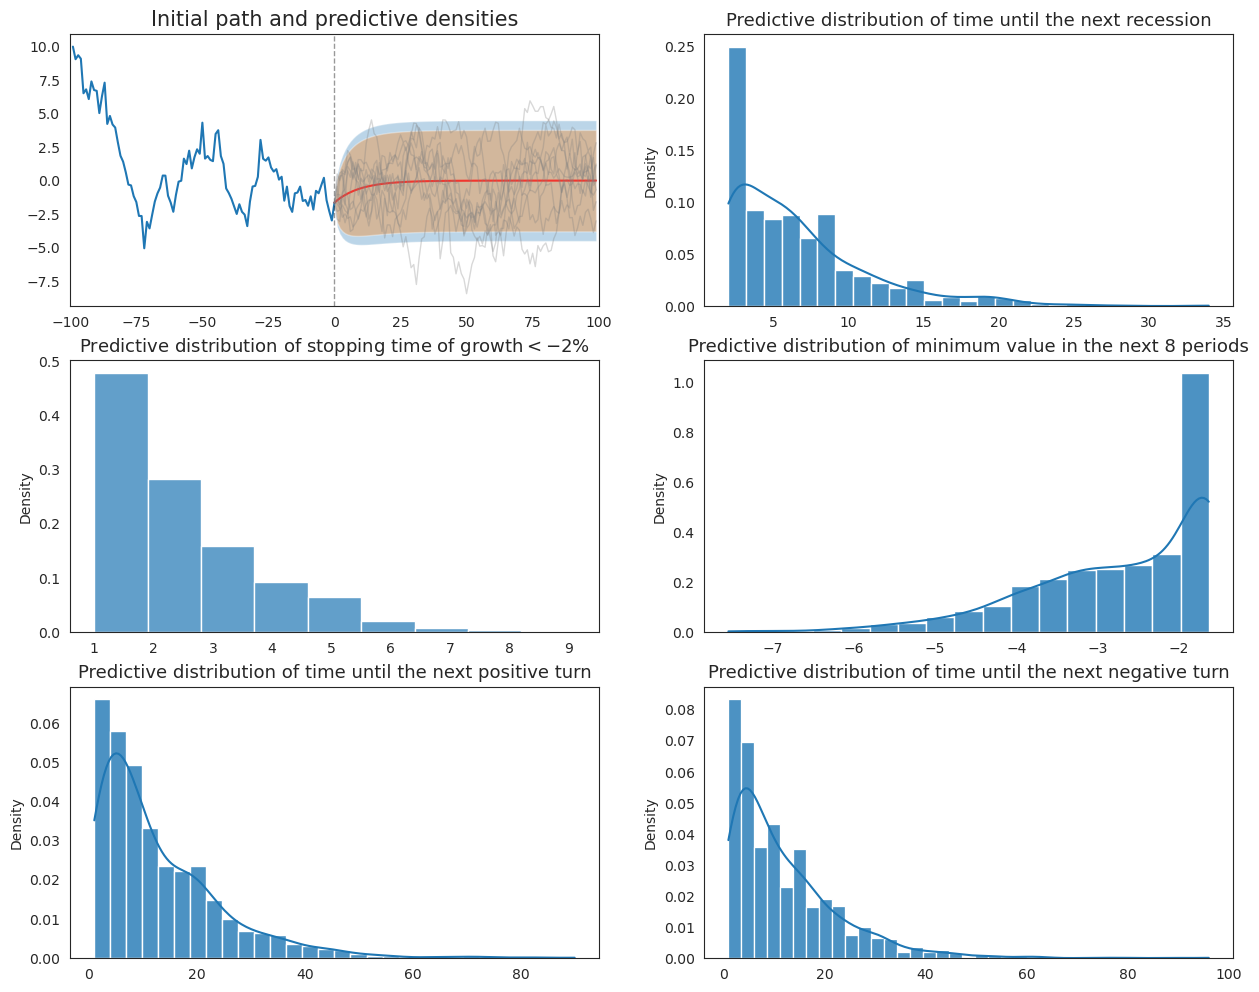 Initial path and predictive densities
10.0
7.5
5.0
2.5
0.0
−2.5
−5.0
−7.5
−100 −75 −50 −25 0 25 50 75 100
Predictive distribution of time until the next recession
Density
0.25
0.20
0.15
0.10
0.05
0.00
5 10 15 20 25 30 35
Predictive distribution of stopping time of growth < −2%
Density
0.5
0.4
0.3
0.2
0.1
0.0
1 2 3 4 5 6 7 8 9
Predictive distribution of minimum value in the next 8 periods
Density
1.0
0.8
0.6
0.4
0.2
0.0
−7 −6 −5 −4 −3 −2
Predictive distribution of time until the next positive turn
Density
0.06
0.05
0.04
0.03
0.02
0.01
0.00
0 20 40 60 80
Predictive distribution of time until the next negative turn
Density
0.08
0.07
0.06
0.05
0.04
0.03
0.02
0.01
0.00
0 20 40 60 80 100